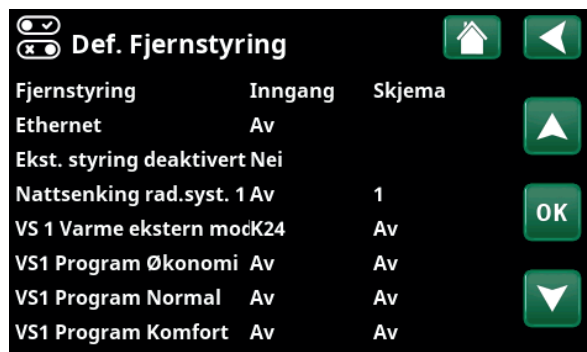 Def. Fjernstyring
Fjernstyring Inngang Skjema
Ethernet Av
Ekst. styring deaktivert Nei
Nattsenking rad.syst. 1 Av 1
OK
VS 1 Varme ekstern mod K24 Av
VS1 Program Økonomi Av Av
VS1 Program Normal Av Av
VS1 Program Komfort Av Av